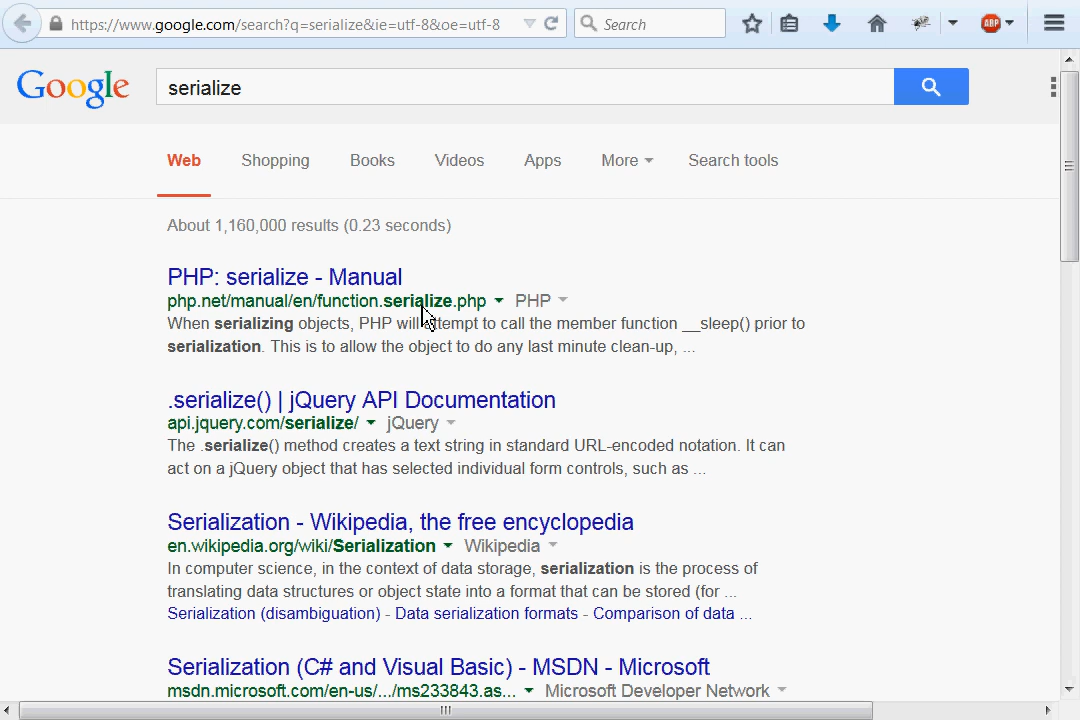 https://www.google.com/search?q=serialize&ie=utf-8&oe=utf-8
Search
ABP
Google
serialize
Web Shopping Books Videos Apps More Search tools
About 1,160,000 results (0.23 seconds)
PHP: serialize - Manual
php.net/manual/en/function.serialize.php PHP
When serializing objects, PHP will attempt to call the member function __sleep() prior to
serialization. This is to allow the object to do any last minute clean-up, ...
.serialize() | jQuery API Documentation
api.jquery.com/serialize/ jQuery
The .serialize() method creates a text string in standard URL-encoded notation. It can
act on a jQuery object that has selected individual form controls, such as ...
Serialization - Wikipedia, the free encyclopedia
en.wikipedia.org/wiki/Serialization Wikipedia
In computer science, in the context of data storage, serialization is the process of
translating data structures or object state into a format that can be stored (for ...
Serialization (disambiguation) - Data serialization formats - Comparison of data ...
Serialization (C# and Visual Basic) - MSDN - Microsoft
msdn.microsoft.com/en-us/.../ms233843.as... Microsoft Developer Network